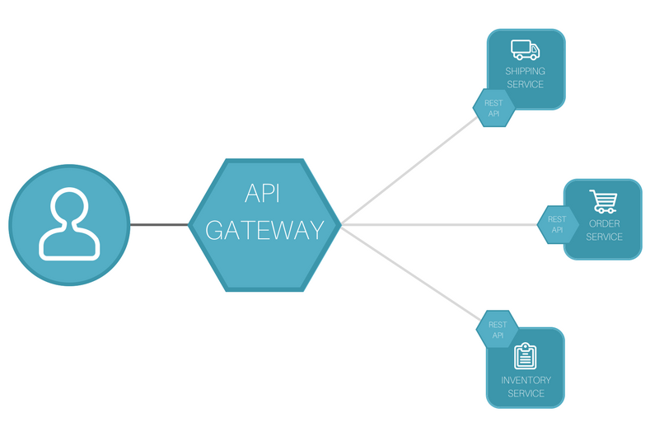 SHIPPING
SERVICE
REST
API
API
GATEWAY
REST
API
ORDER
SERVICE
REST
API
INVENTORY
SERVICE